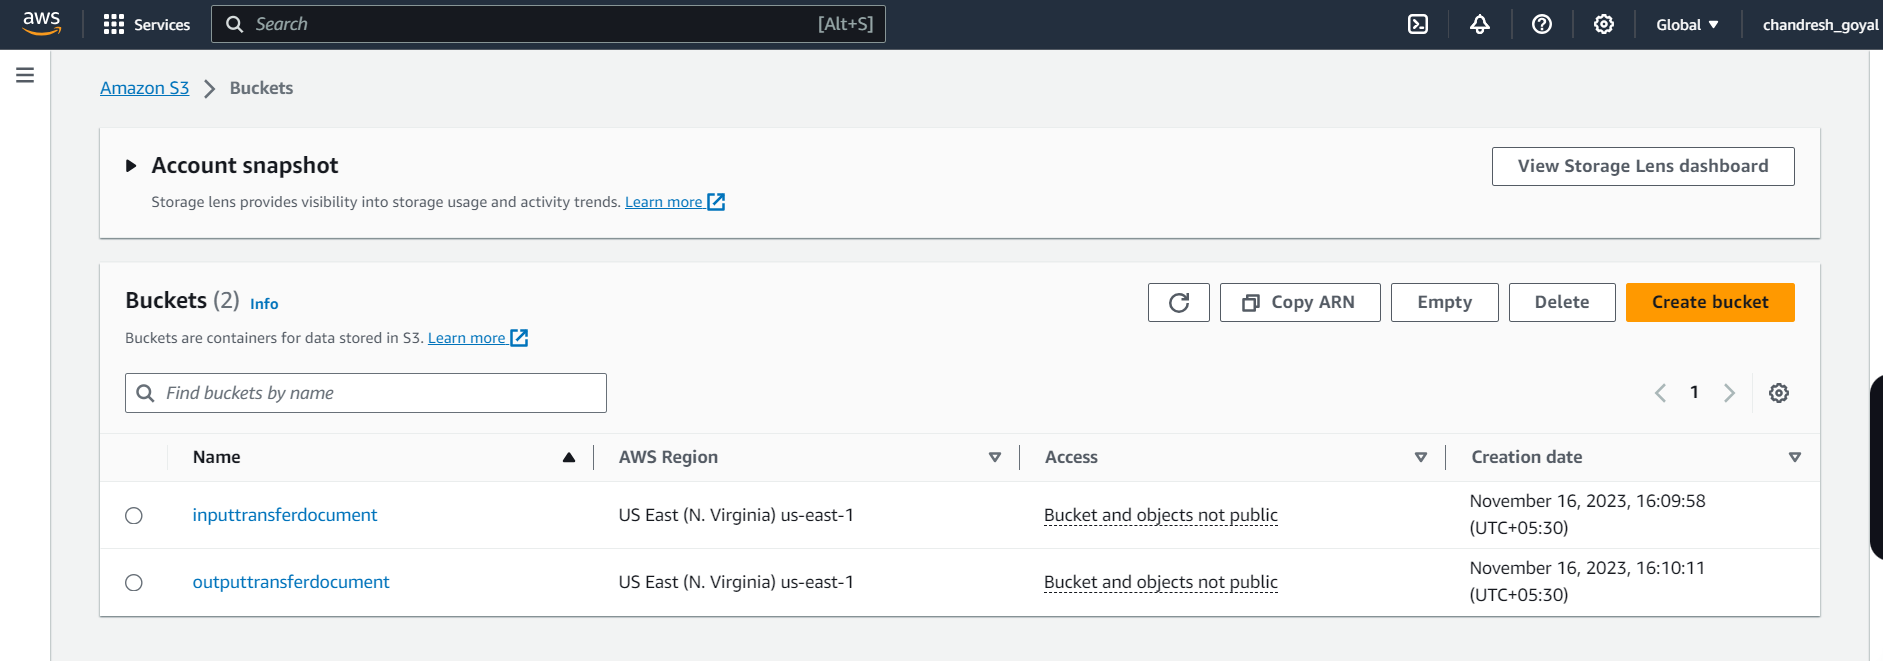 aws Services Search [Alt+S] Global chandresh_goyal
Amazon S3 Buckets
Account snapshot View Storage Lens dashboard
Storage lens provides visibility into storage usage and activity trends. Learn more
Buckets (2) Info Copy ARN Empty Delete Create bucket
Buckets are containers for data stored in S3. Learn more
Find buckets by name 1
Name AWS Region Access Creation date
inputtransferdocument US East (N. Virginia) us-east-1 Bucket and objects not public November 16, 2023, 16:09:58
(UTC+05:30)
outputtransferdocument US East (N. Virginia) us-east-1 Bucket and objects not public November 16, 2023, 16:10:11
(UTC+05:30)